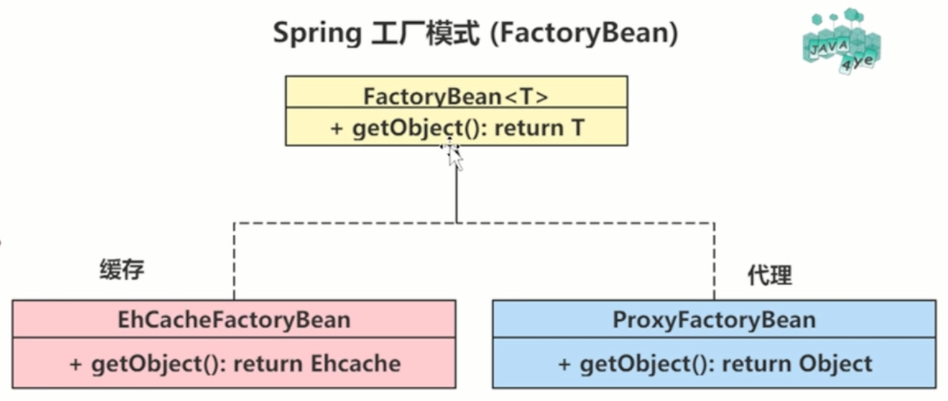 Spring 工厂模式 (FactoryBean)
JAVA
4ye
FactoryBean<T>
+ getObject(): return T
缓存
代理
EhCacheFactoryBean
ProxyFactoryBean
+ getObject(): return Ehcache
+ getObject(): return Object